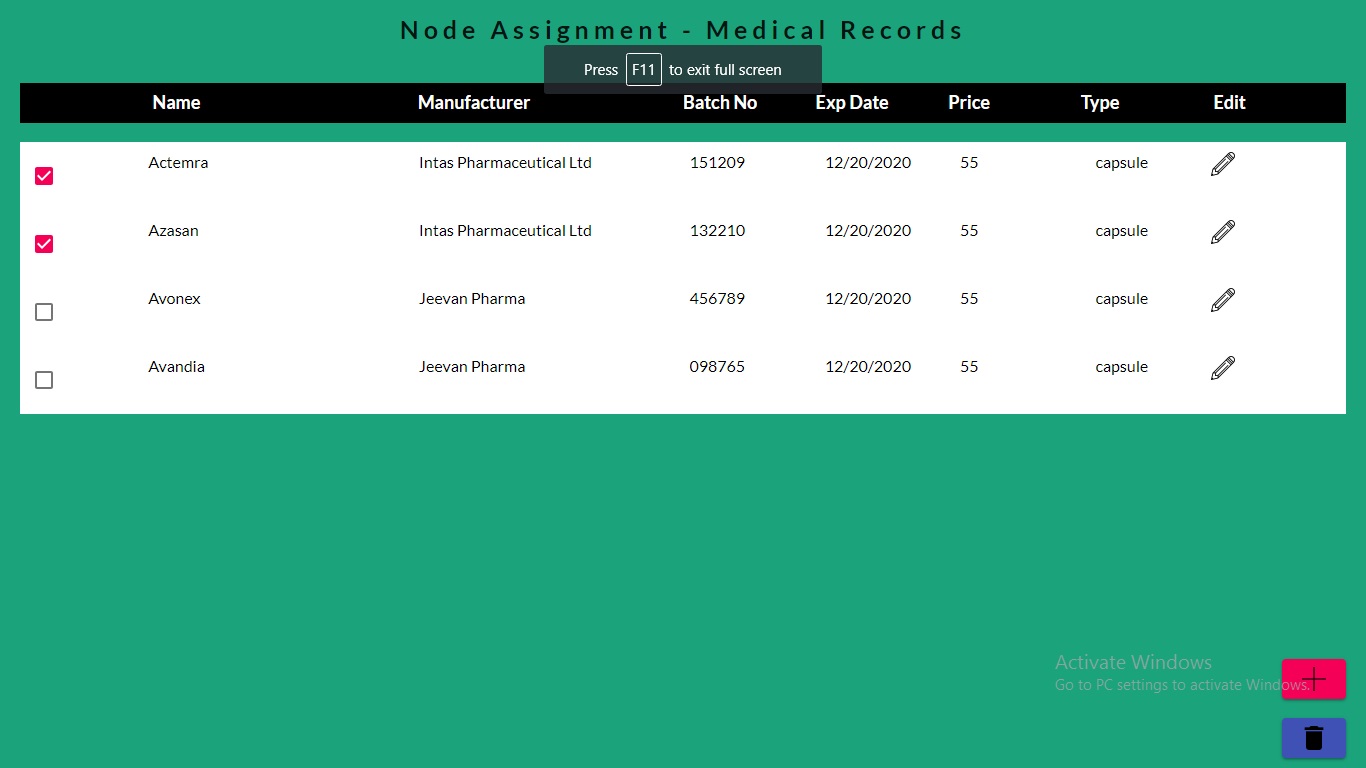 Node Assignment - Medical Records
Press F11 to exit full screen
Name Manufacturer Batch No Exp Date Price Type Edit
Actemra Intas Pharmaceutical Ltd 151209 12/20/2020 55 capsule
Azasan Intas Pharmaceutical Ltd 132210 12/20/2020 55 capsule
Avonex Jeevan Pharma 456789 12/20/2020 55 capsule
Avandia Jeevan Pharma 098765 12/20/2020 55 capsule
Activate Windows
Go to PC settings to activate Windows.